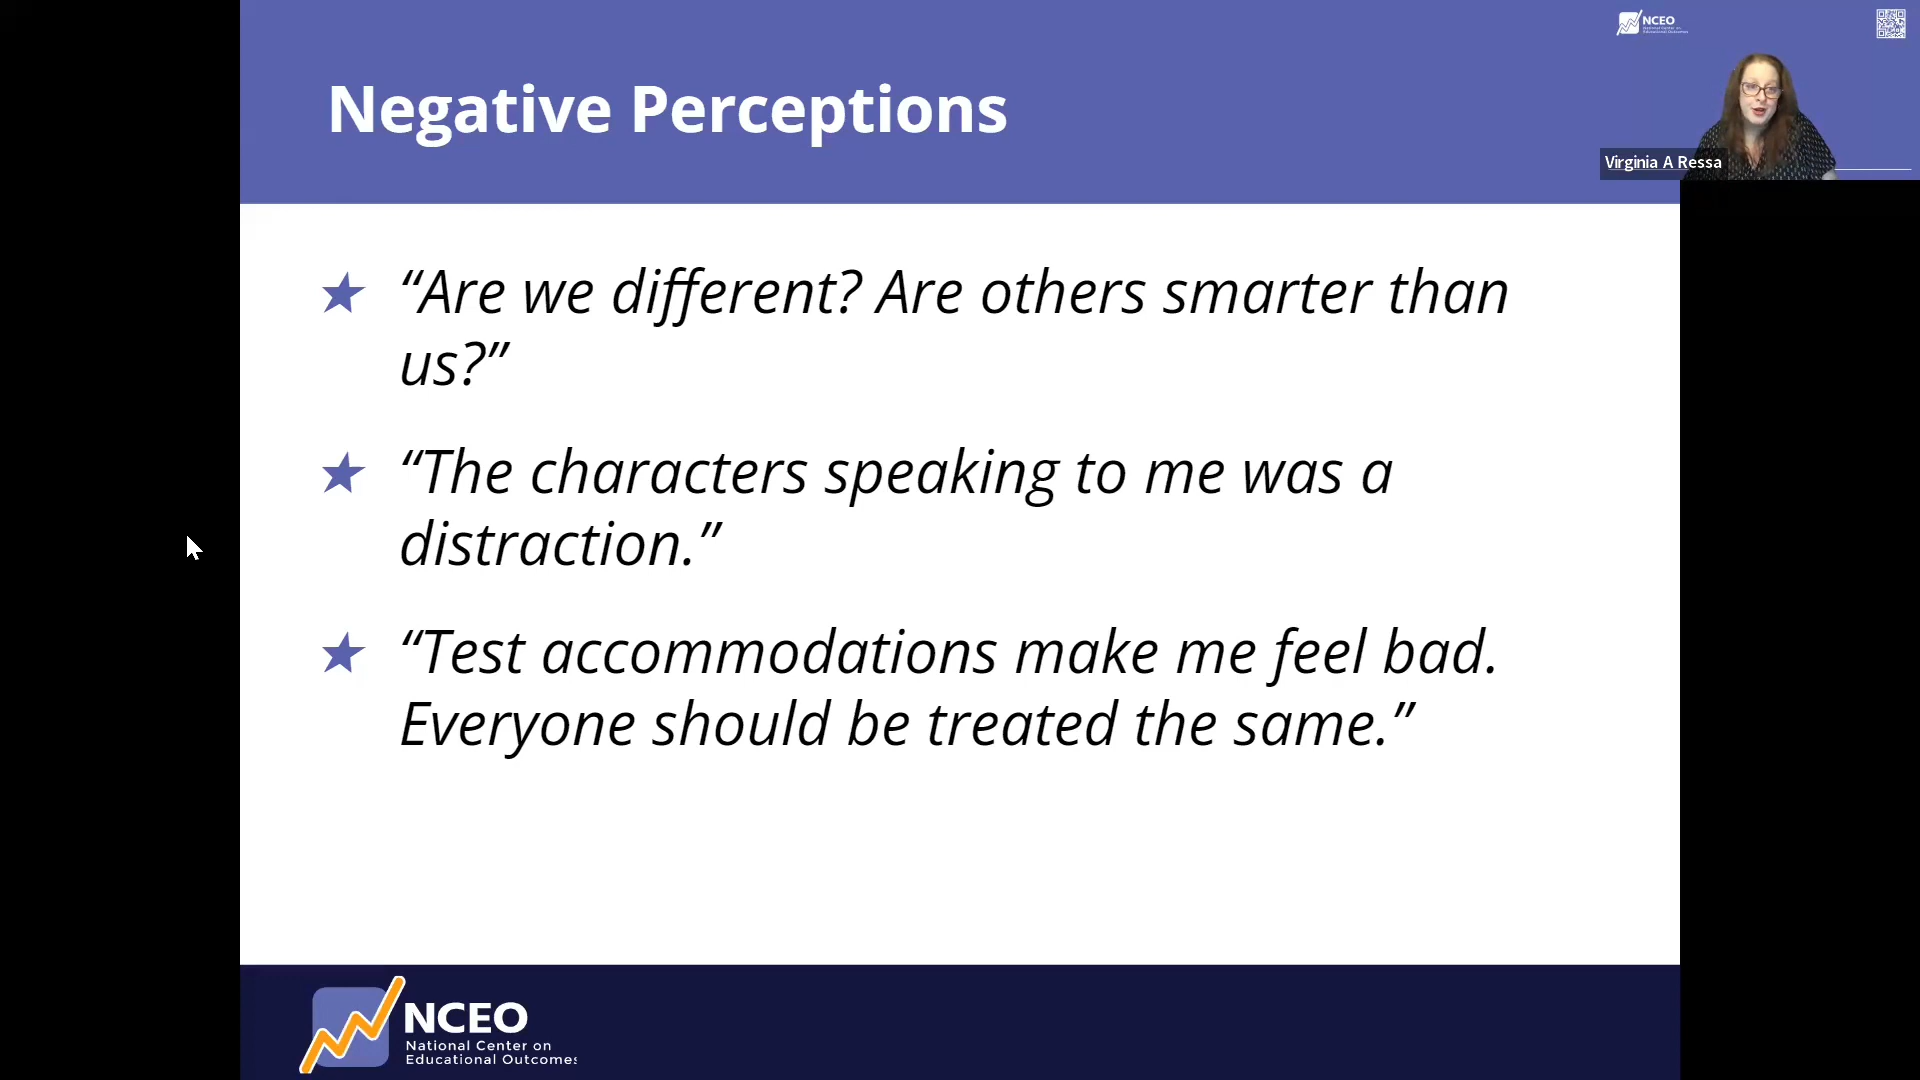 NCEO
Negative Perceptions
Virginia A Ressa
“Are we different? Are others smarter than
us?”
“The characters speaking to me was a
distraction.”
“Test accommodations make me feel bad.
Everyone should be treated the same.”
NCEO
National Center on
Educational Outcomes